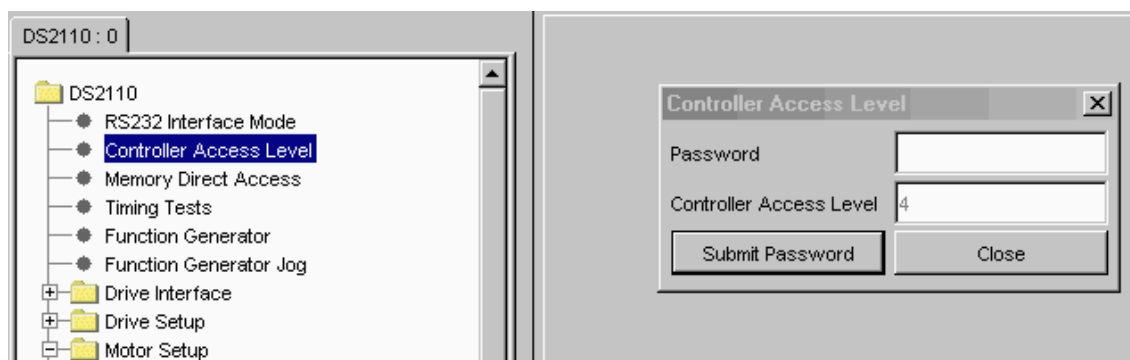 DS2110 : 0
DS2110
RS232 Interface Mode
Controller Access Level
Memory Direct Access
Timing Tests
Function Generator
Function Generator Jog
Drive Interface
Drive Setup
Motor Setup
Controller Access Level
Password
Controller Access Level 4
Submit Password Close